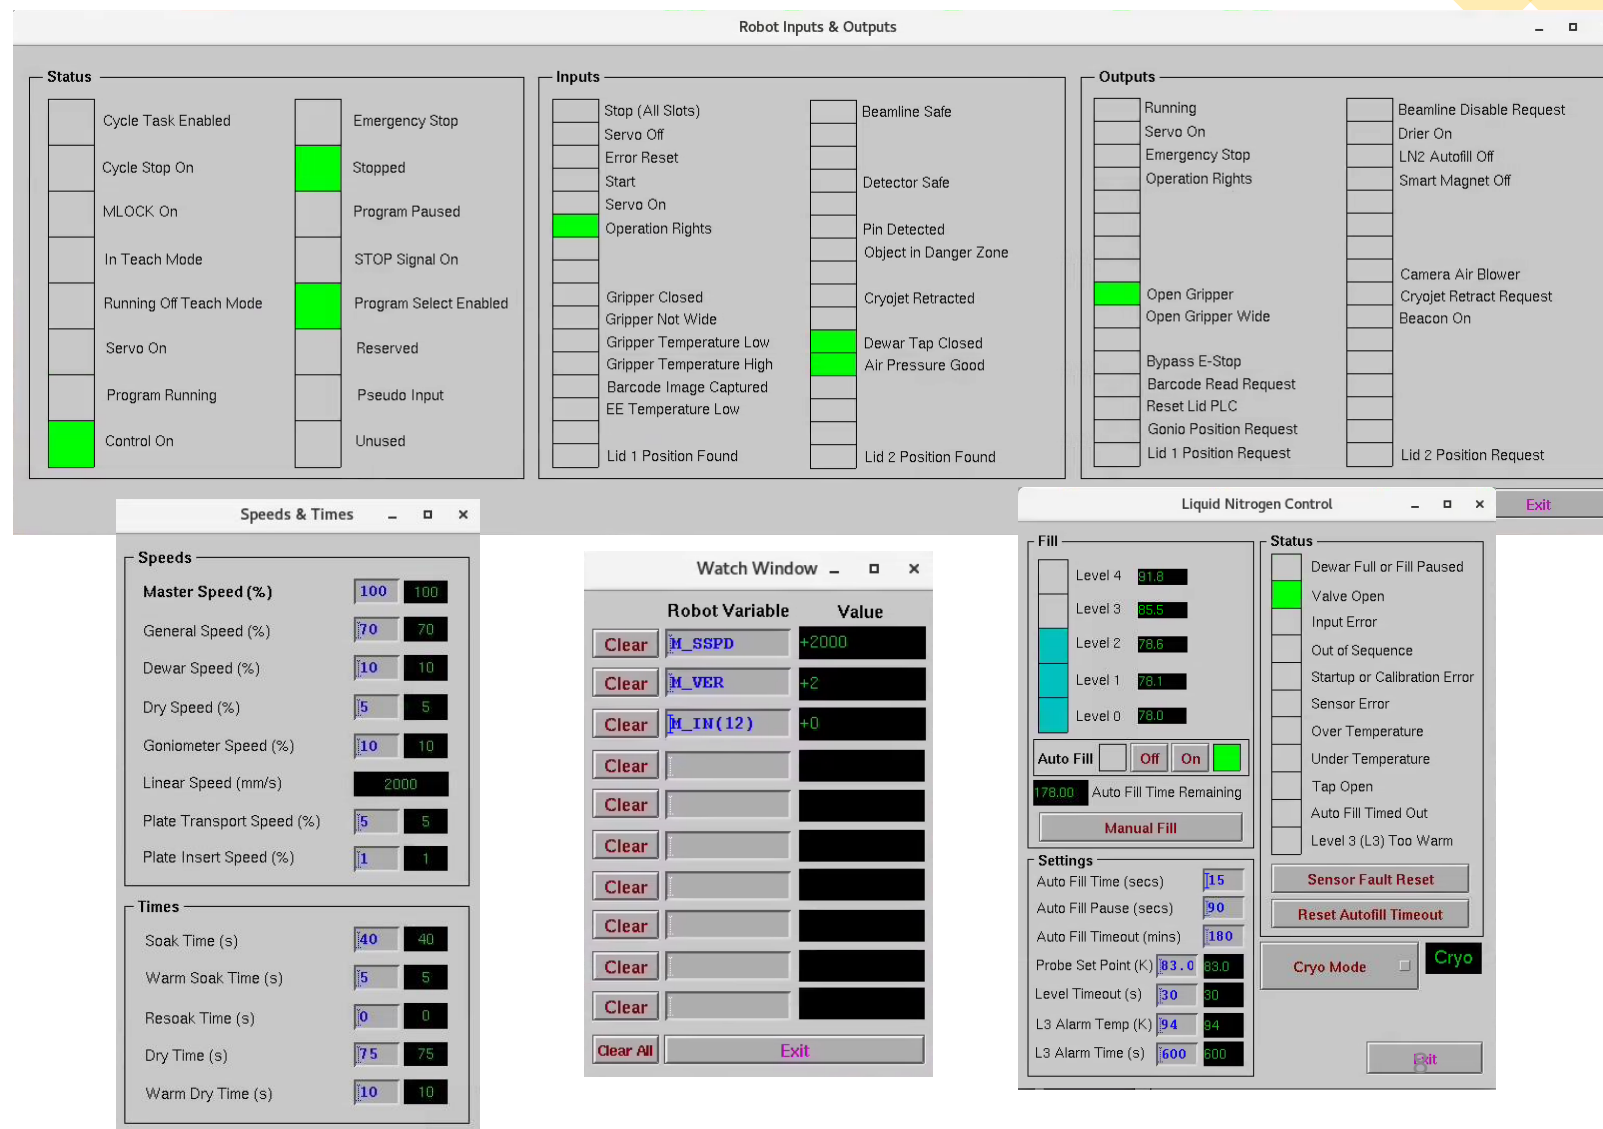 Robot Inputs & Outputs
Status
Cycle Task Enabled
Cycle Stop On
MLOCK On
In Teach Mode
Running Off Teach Mode
Servo On
Program Running
Control On
Emergency Stop
Stopped
Program Paused
STOP Signal On
Program Select Enabled
Reserved
Pseudo Input
Unused
Inputs
Stop (All Slots)
Servo Off
Error Reset
Start
Servo On
Operation Rights
Gripper Closed
Gripper Not Wide
Gripper Temperature Low
Gripper Temperature High
Barcode Image Captured
EE Temperature Low
Lid 1 Position Found
Beamline Safe
Detector Safe
Pin Detected
Object in Danger Zone
Cryojet Retracted
Dewar Tap Closed
Air Pressure Good
Lid 2 Position Found
Outputs
Running
Servo On
Emergency Stop
Operation Rights
Open Gripper
Open Gripper Wide
Bypass E-Stop
Barcode Read Request
Reset Lid PLC
Gonio Position Request
Lid 1 Position Request
Beamline Disable Request
Drier On
LN2 Autofill Off
Smart Magnet Off
Camera Air Blower
Cryojet Retract Request
Beacon On
Lid 2 Position Request
Exit
Speeds & Times
Speeds
Master Speed (%) 100 100
General Speed (%) 70 70
Dewar Speed (%) 10 10
Dry Speed (%) 5 5
Goniometer Speed (%) 10 10
Linear Speed (mm/s) 2000
Plate Transport Speed (%) 5 5
Plate Insert Speed (%) 1 1
Times
Soak Time (s) 40 40
Warm Soak Time (s) 5 5
Resoak Time (s) 0 0
Dry Time (s) 75 75
Warm Dry Time (s) 10 10
Watch Window
Robot Variable Value
Clear M_SSPD +2000
Clear M_VER +2
Clear M_IN(12) +0
Clear
Clear
Clear
Clear
Clear
Clear
Clear
Clear All Exit
Liquid Nitrogen Control
Fill
Level 4 91.8
Level 3 85.5
Level 2 78.6
Level 1 78.1
Level 0 78.0
Auto Fill Off On
178.00 Auto Fill Time Remaining
Manual Fill
Settings
Auto Fill Time (secs) 15
Auto Fill Pause (secs) 90
Auto Fill Timeout (mins) 180
Probe Set Point (K) 83.0 83.0
Level Timeout (s) 30 30
L3 Alarm Temp (K) 94 94
L3 Alarm Time (s) 600 600
Status
Dewar Full or Fill Paused
Valve Open
Input Error
Out of Sequence
Startup or Calibration Error
Sensor Error
Over Temperature
Under Temperature
Tap Open
Auto Fill Timed Out
Level 3 (L3) Too Warm
Sensor Fault Reset
Reset Autofill Timeout
Cryo Mode Cryo
Exit
8